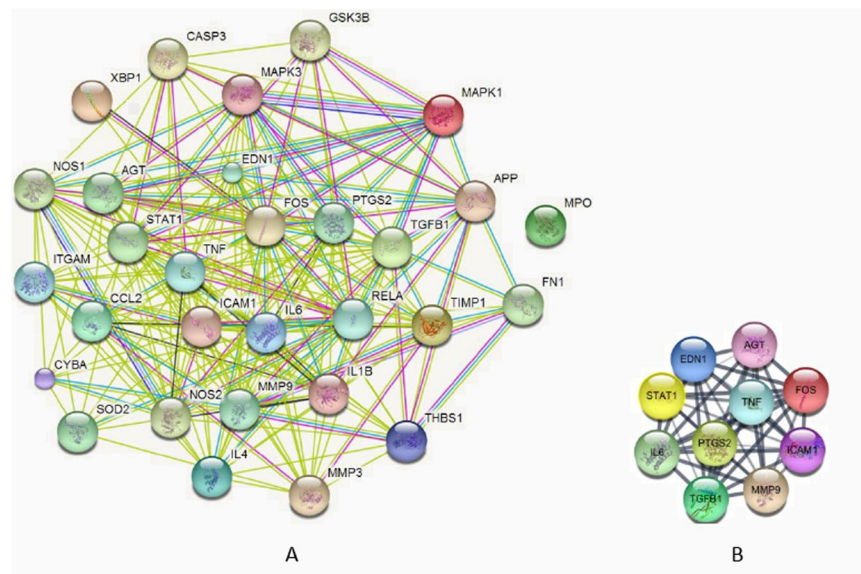 GSK3B
CASP3
XBP1
MAPK3
MAPK1
EDN1
NOS1
AGT
APP
MPO
FOS
PTGS2
STAT1
TGFB1
TNF
ITGAM
FN1
CCL2
ICAM1
IL6
RELA
TIMP1
CYBA
IL1B
NOS2
MMP9
SOD2
THBS1
IL4
MMP3
A
AGT
EDN1
STAT1
TNF
FOS
PTGS2
IL6
ICAM1
TGFB1
MMP9
B